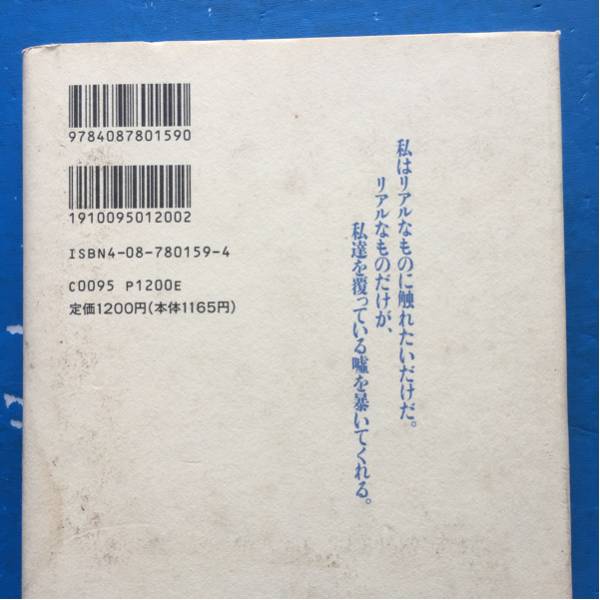 9784087801590
1910095012002
ISBN4-08-780159-4
C0095 P1200E
定価1200円(本体1165円)
私はリアルなものに触れたいだけだ。
リアルなものだけが、
私達を覆っている嘘を暴いてくれる。